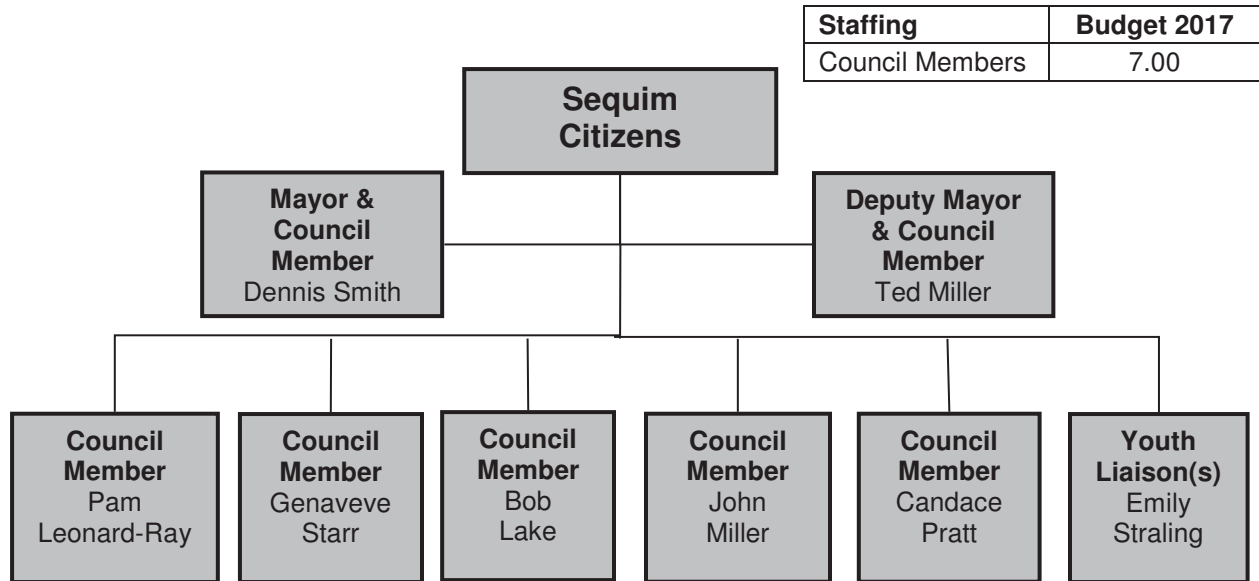 Staffing Budget 2017
Council Members 7.00
Sequim
Citizens
Mayor &
Council
Member
Dennis Smith
Deputy Mayor
& Council
Member
Ted Miller
Council
Member
Pam
Leonard-Ray
Council
Member
Genaveve
Starr
Council
Member
Bob
Lake
Council
Member
John
Miller
Council
Member
Candace
Pratt
Youth
Liaison(s)
Emily
Straling